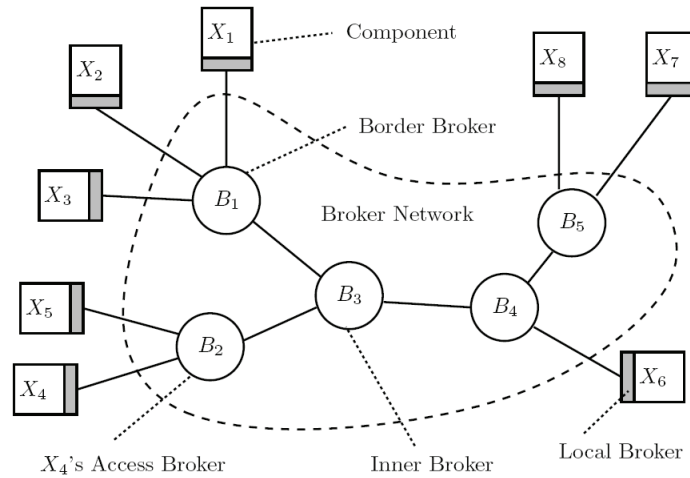 X₁
Component
X₂
X₈
X₇
Border Broker
X₃
B₁
Broker Network
B₅
X₅
B₃
B₄
B₂
X₄
X₆
X₄'s Access Broker
Inner Broker
Local Broker